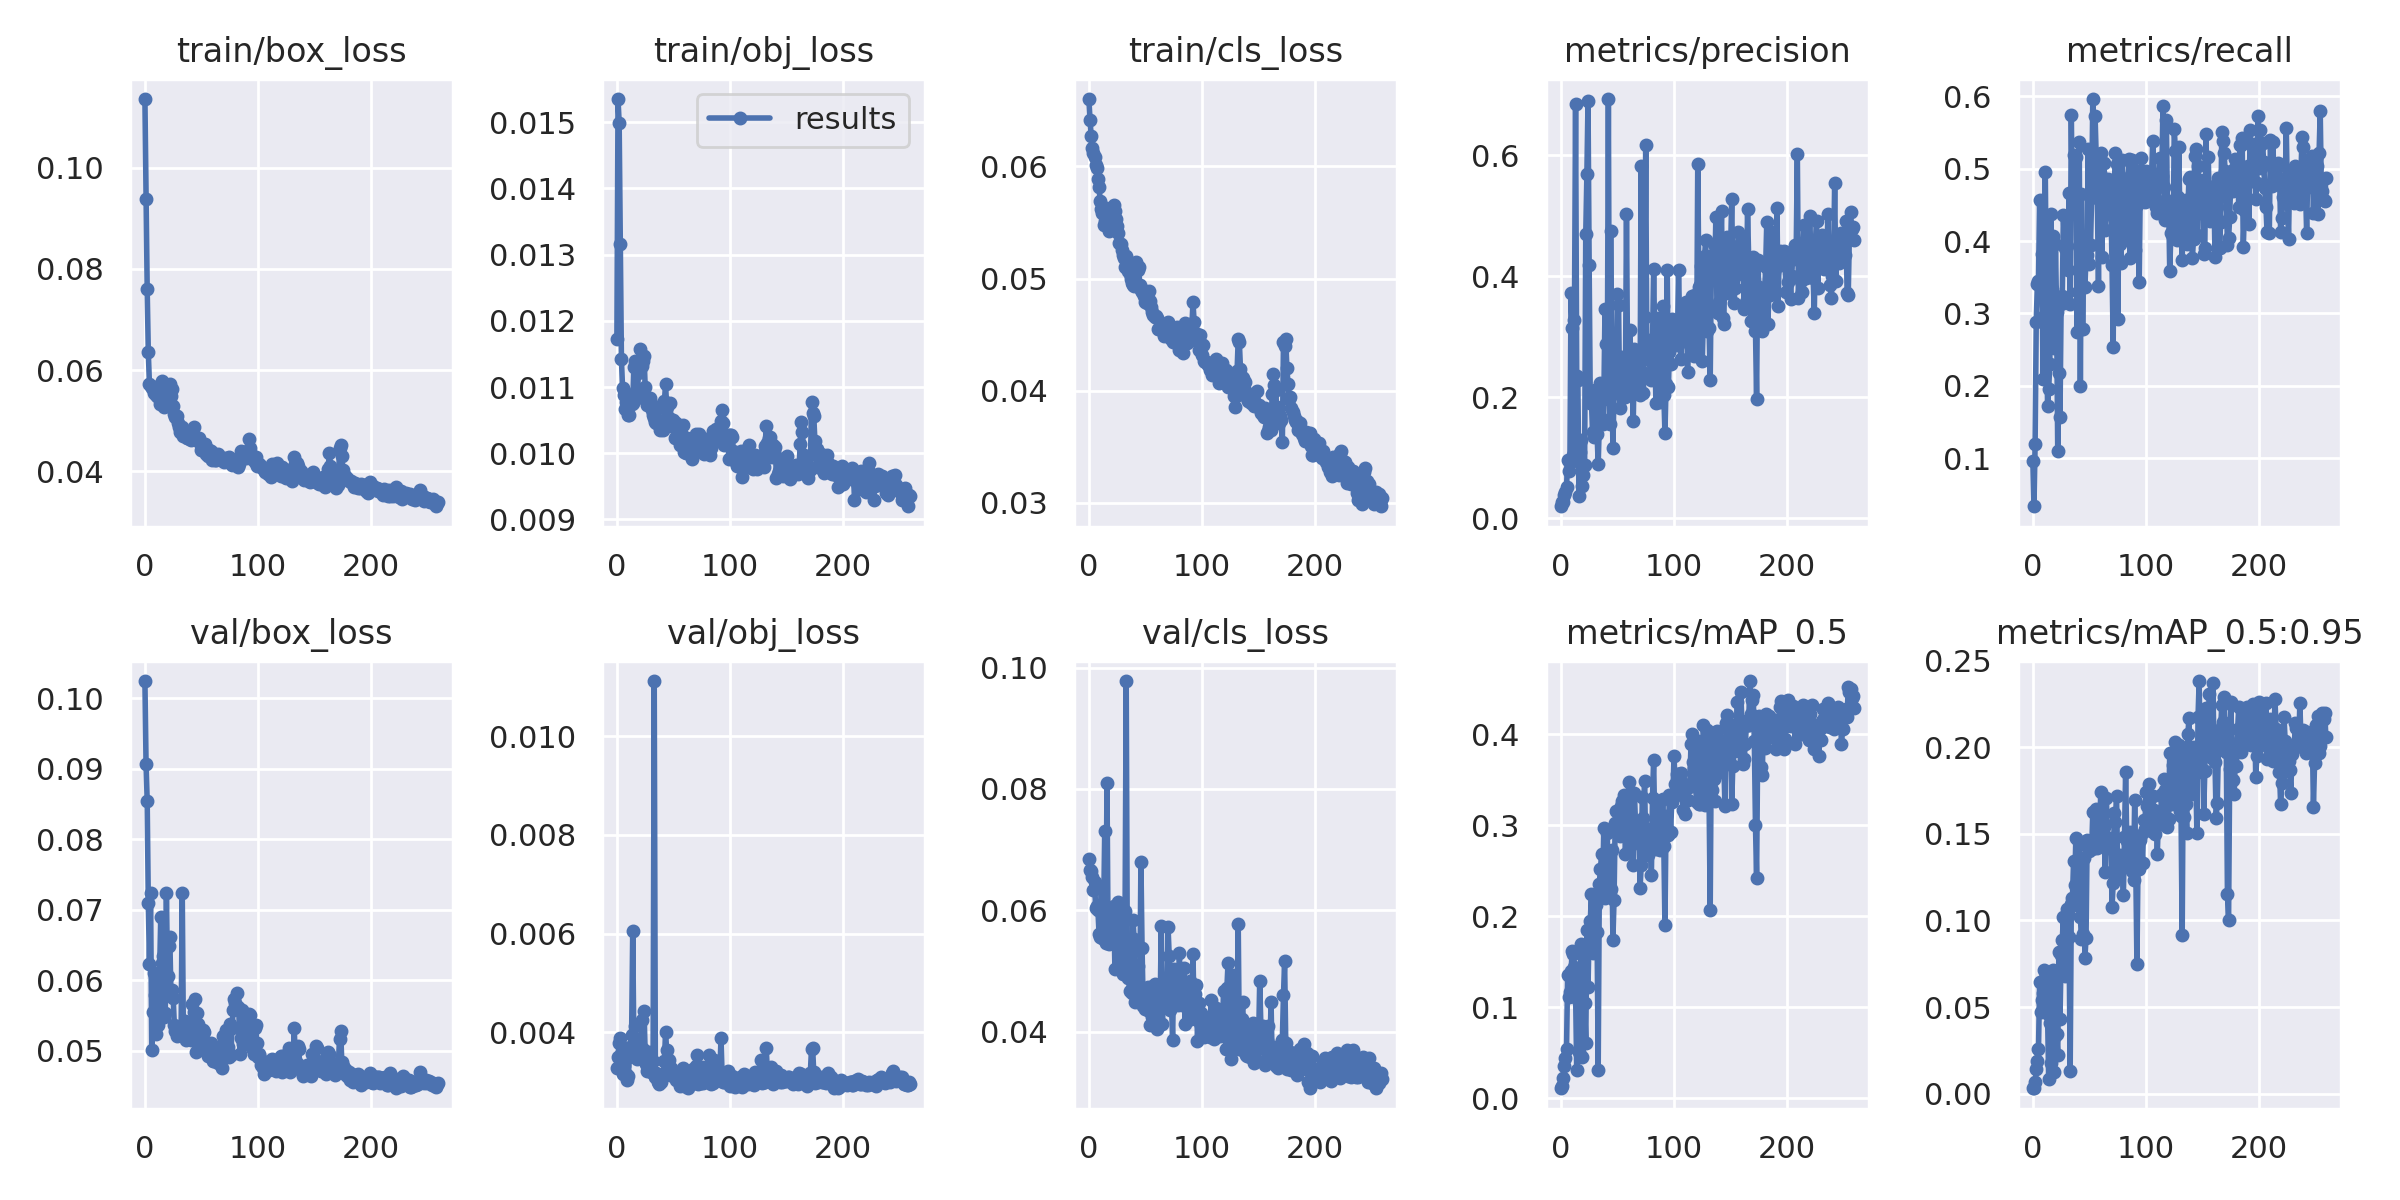 train/box_loss
train/obj_loss
train/cls_loss
metrics/precision
metrics/recall
results
0.10
0.08
0.06
0.04
0 100 200
0.015
0.014
0.013
0.012
0.011
0.010
0.009
0 100 200
0.06
0.05
0.04
0.03
0 100 200
0.6
0.4
0.2
0.0
0 100 200
0.6
0.5
0.4
0.3
0.2
0.1
0 100 200
val/box_loss
val/obj_loss
val/cls_loss
metrics/mAP_0.5
metrics/mAP_0.5:0.95
0.10
0.09
0.08
0.07
0.06
0.05
0 100 200
0.010
0.008
0.006
0.004
0 100 200
0.10
0.08
0.06
0.04
0 100 200
0.4
0.3
0.2
0.1
0.0
0 100 200
0.25
0.20
0.15
0.10
0.05
0.00
0 100 200